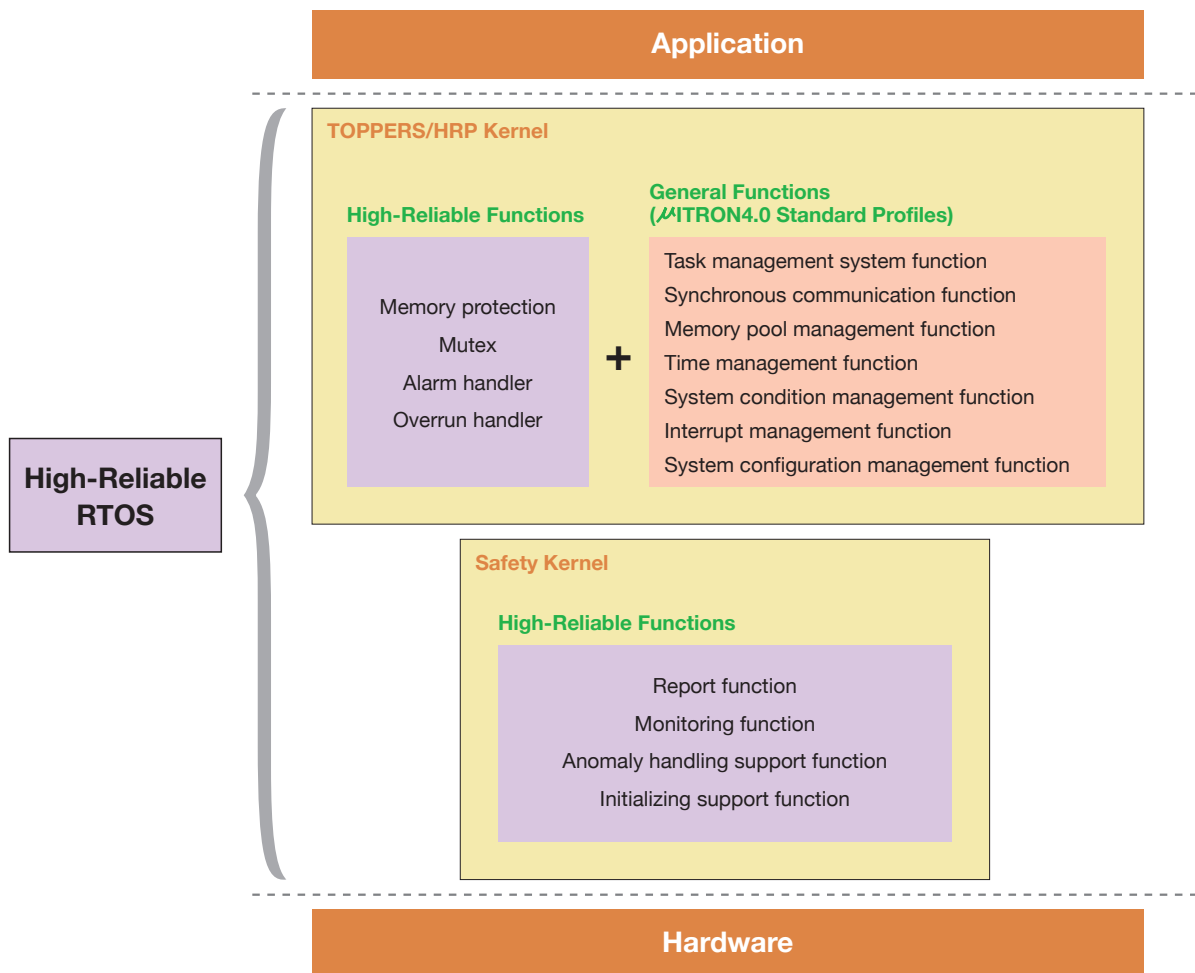 Application
TOPPERS/HRP Kernel
High-Reliable Functions
General Functions
(μITRON4.0 Standard Profiles)
Memory protection
Mutex
Alarm handler
Overrun handler
+
Task management system function
Synchronous communication function
Memory pool management function
Time management function
System condition management function
Interrupt management function
System configuration management function
High-Reliable
RTOS
Safety Kernel
High-Reliable Functions
Report function
Monitoring function
Anomaly handling support function
Initializing support function
Hardware